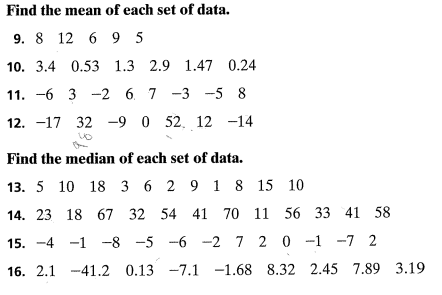 Find the mean of each set of data.
9. 8 12 6 9 5
10. 3.4 0.53 1.3 2.9 1.47 0.24
11. −6 3 −2 6 7 −3 −5 8
12. −17 32 −9 0 52 12 −14
Find the median of each set of data.
13. 5 10 18 3 6 2 9 1 8 15 10
14. 23 18 67 32 54 41 70 11 56 33 41 58
15. −4 −1 −8 −5 −6 −2 7 2 0 −1 −7 2
16. 2.1 −41.2 0.13 −7.1 −1.68 8.32 2.45 7.89 3.19